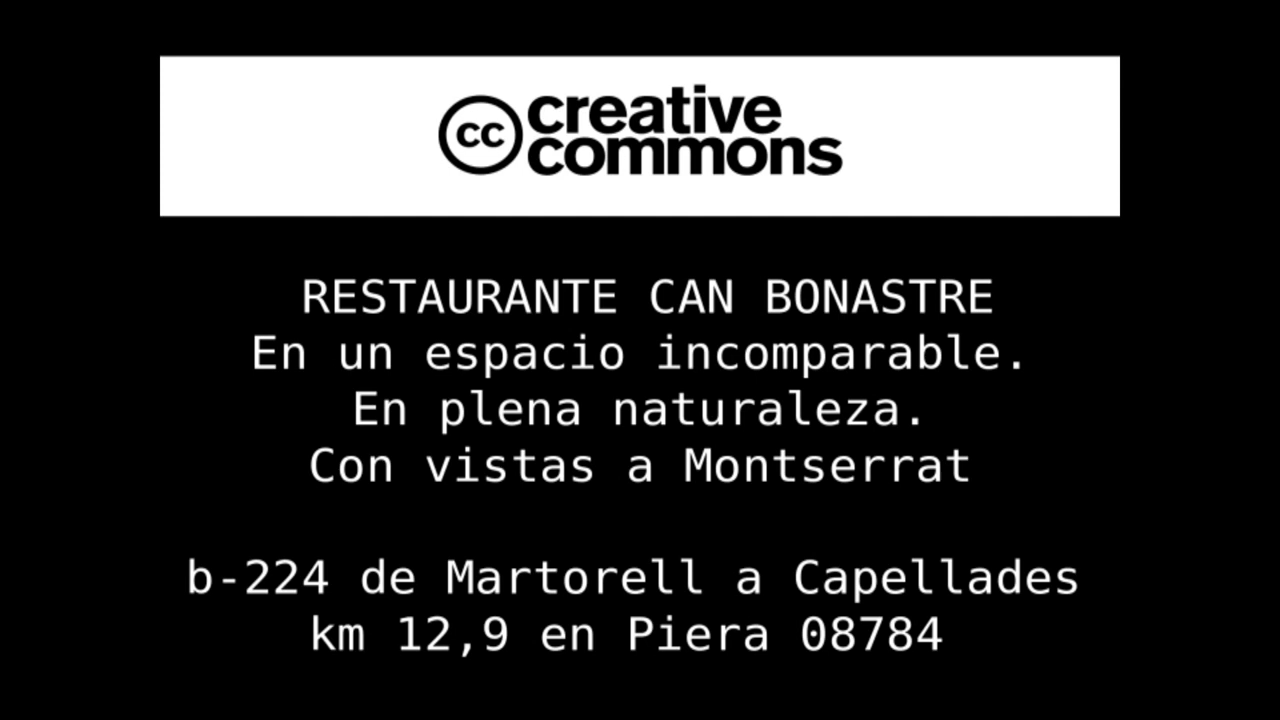 cc creative
commons
RESTAURANTE CAN BONASTRE
En un espacio incomparable.
En plena naturaleza.
Con vistas a Montserrat
b-224 de Martorell a Capellades
km 12,9 en Piera 08784